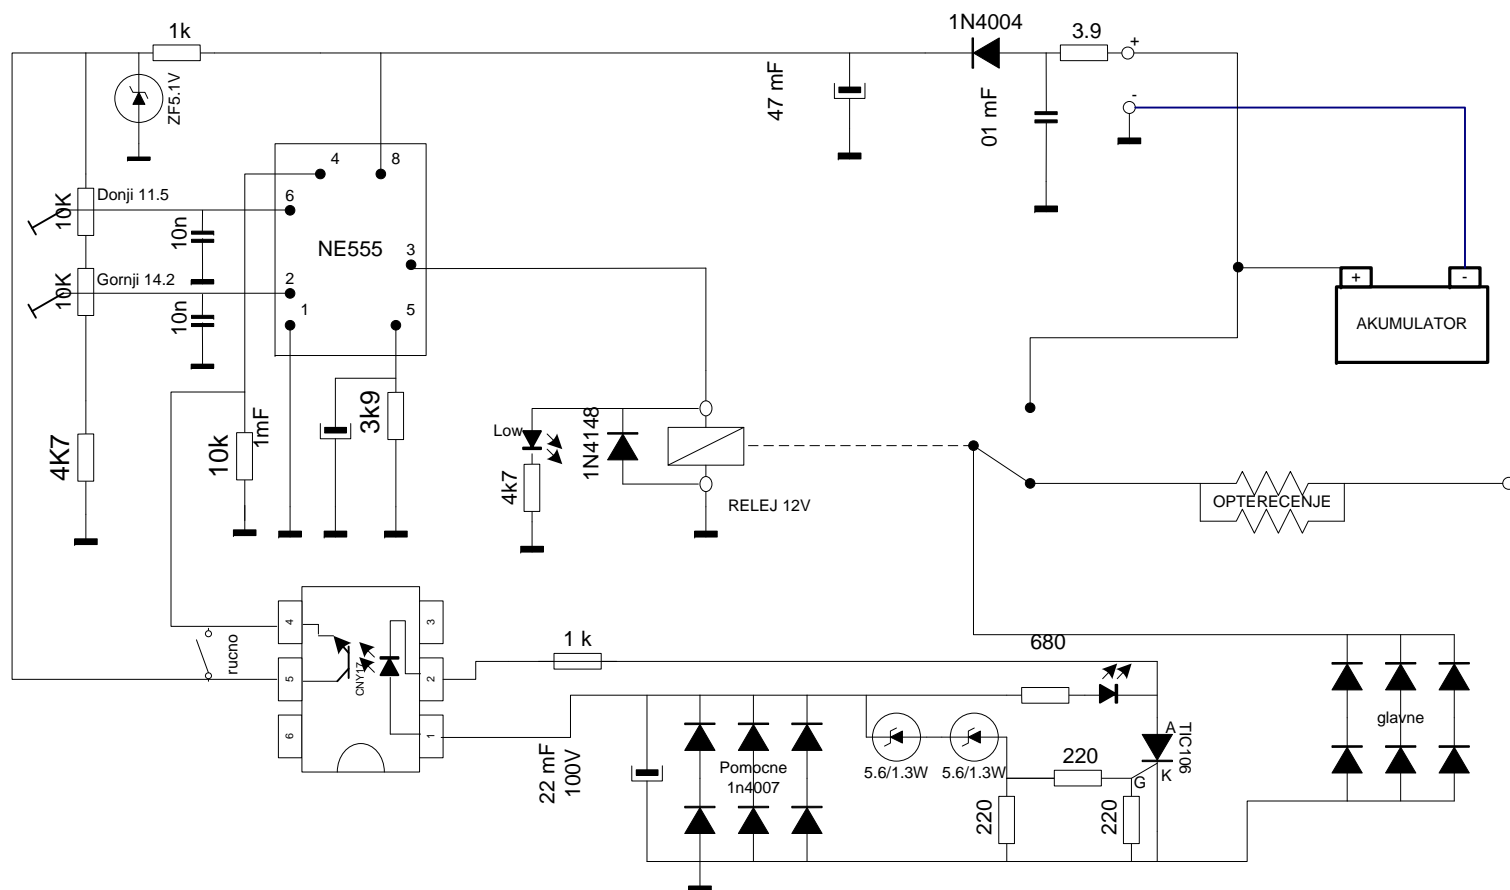 1N4004
1k
3.9
+
ZF5.1V
47 mF
01 mF
-
4
8
Donji 11.5
10K
6
10n
NE555
3
Gornji 14.2
10K
2
10n
1
5
+
-
AKUMULATOR
4K7
10k
1mF
3k9
Low
4k7
1N4148
RELEJ 12V
OPTERECENJE
rucno
4
5
6
CNY17
3
2
1
1 k
680
22 mF
100V
Pomocne
1n4007
5.6/1.3W
5.6/1.3W
220
220
220
A
G
K
TIC106
glavne